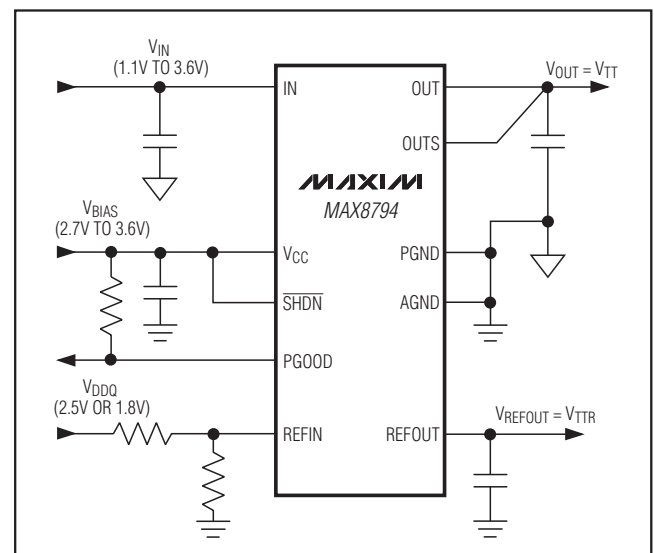 VIN
(1.1V TO 3.6V)
IN
OUT
VOUT = VTT
OUTS
MAXIM
MAX8794
VBIAS
(2.7V TO 3.6V)
VCC
PGND
SHDN
AGND
PGOOD
VDDQ
(2.5V OR 1.8V)
REFIN
REFOUT
VREFOUT = VTTR